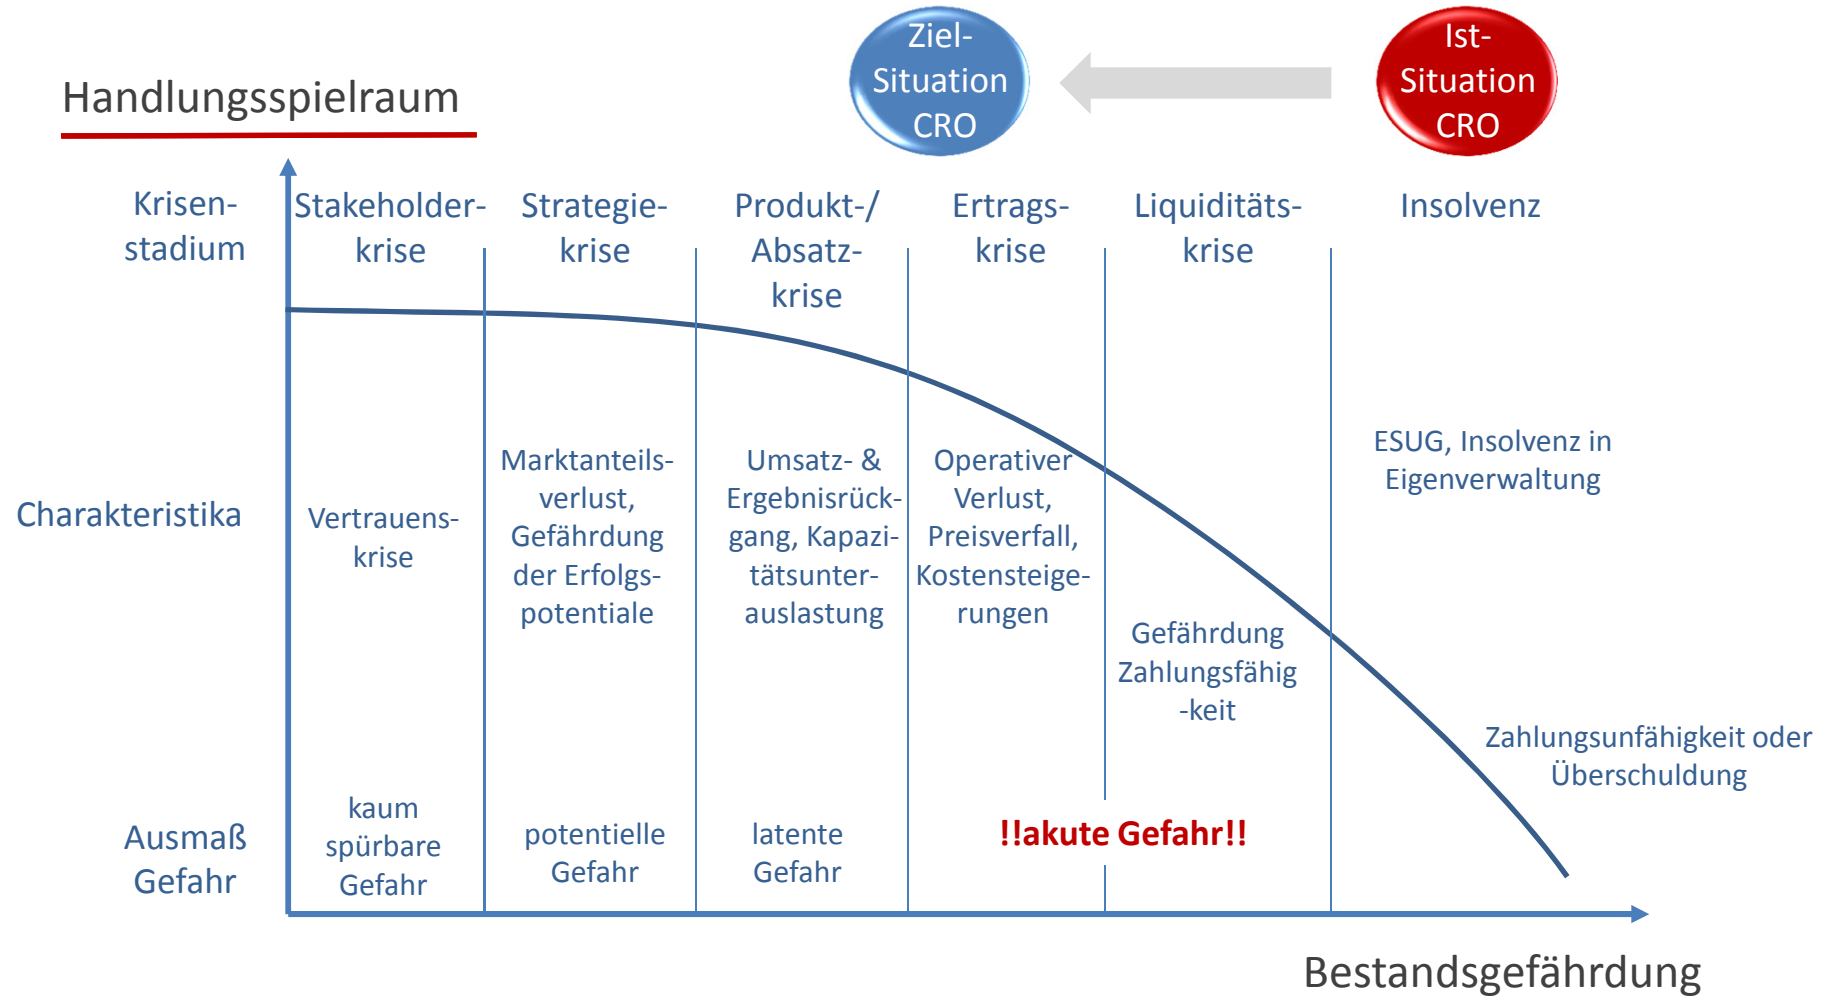 Ziel-
Situation
CRO
Ist-
Situation
CRO
Handlungsspielraum
Krisen-
stadium
Stakeholder-
krise
Strategie-
krise
Produkt-/
Absatz-
krise
Ertrags-
krise
Liquiditäts-
krise
Insolvenz
Charakteristika
Vertrauens-
krise
Marktanteils-
verlust,
Gefährdung
der Erfolgs-
potentiale
Umsatz- &
Ergebnisrück-
gang, Kapazi-
tätsunter-
auslastung
Operativer
Verlust,
Preisverfall,
Kostensteige-
rungen
Gefährdung
Zahlungsfähig
-keit
ESUG, Insolvenz in
Eigenverwaltung
Zahlungsunfähigkeit oder
Überschuldung
Ausmaß
Gefahr
kaum
spürbare
Gefahr
potentielle
Gefahr
latente
Gefahr
!!akute Gefahr!!
Bestandsgefährdung